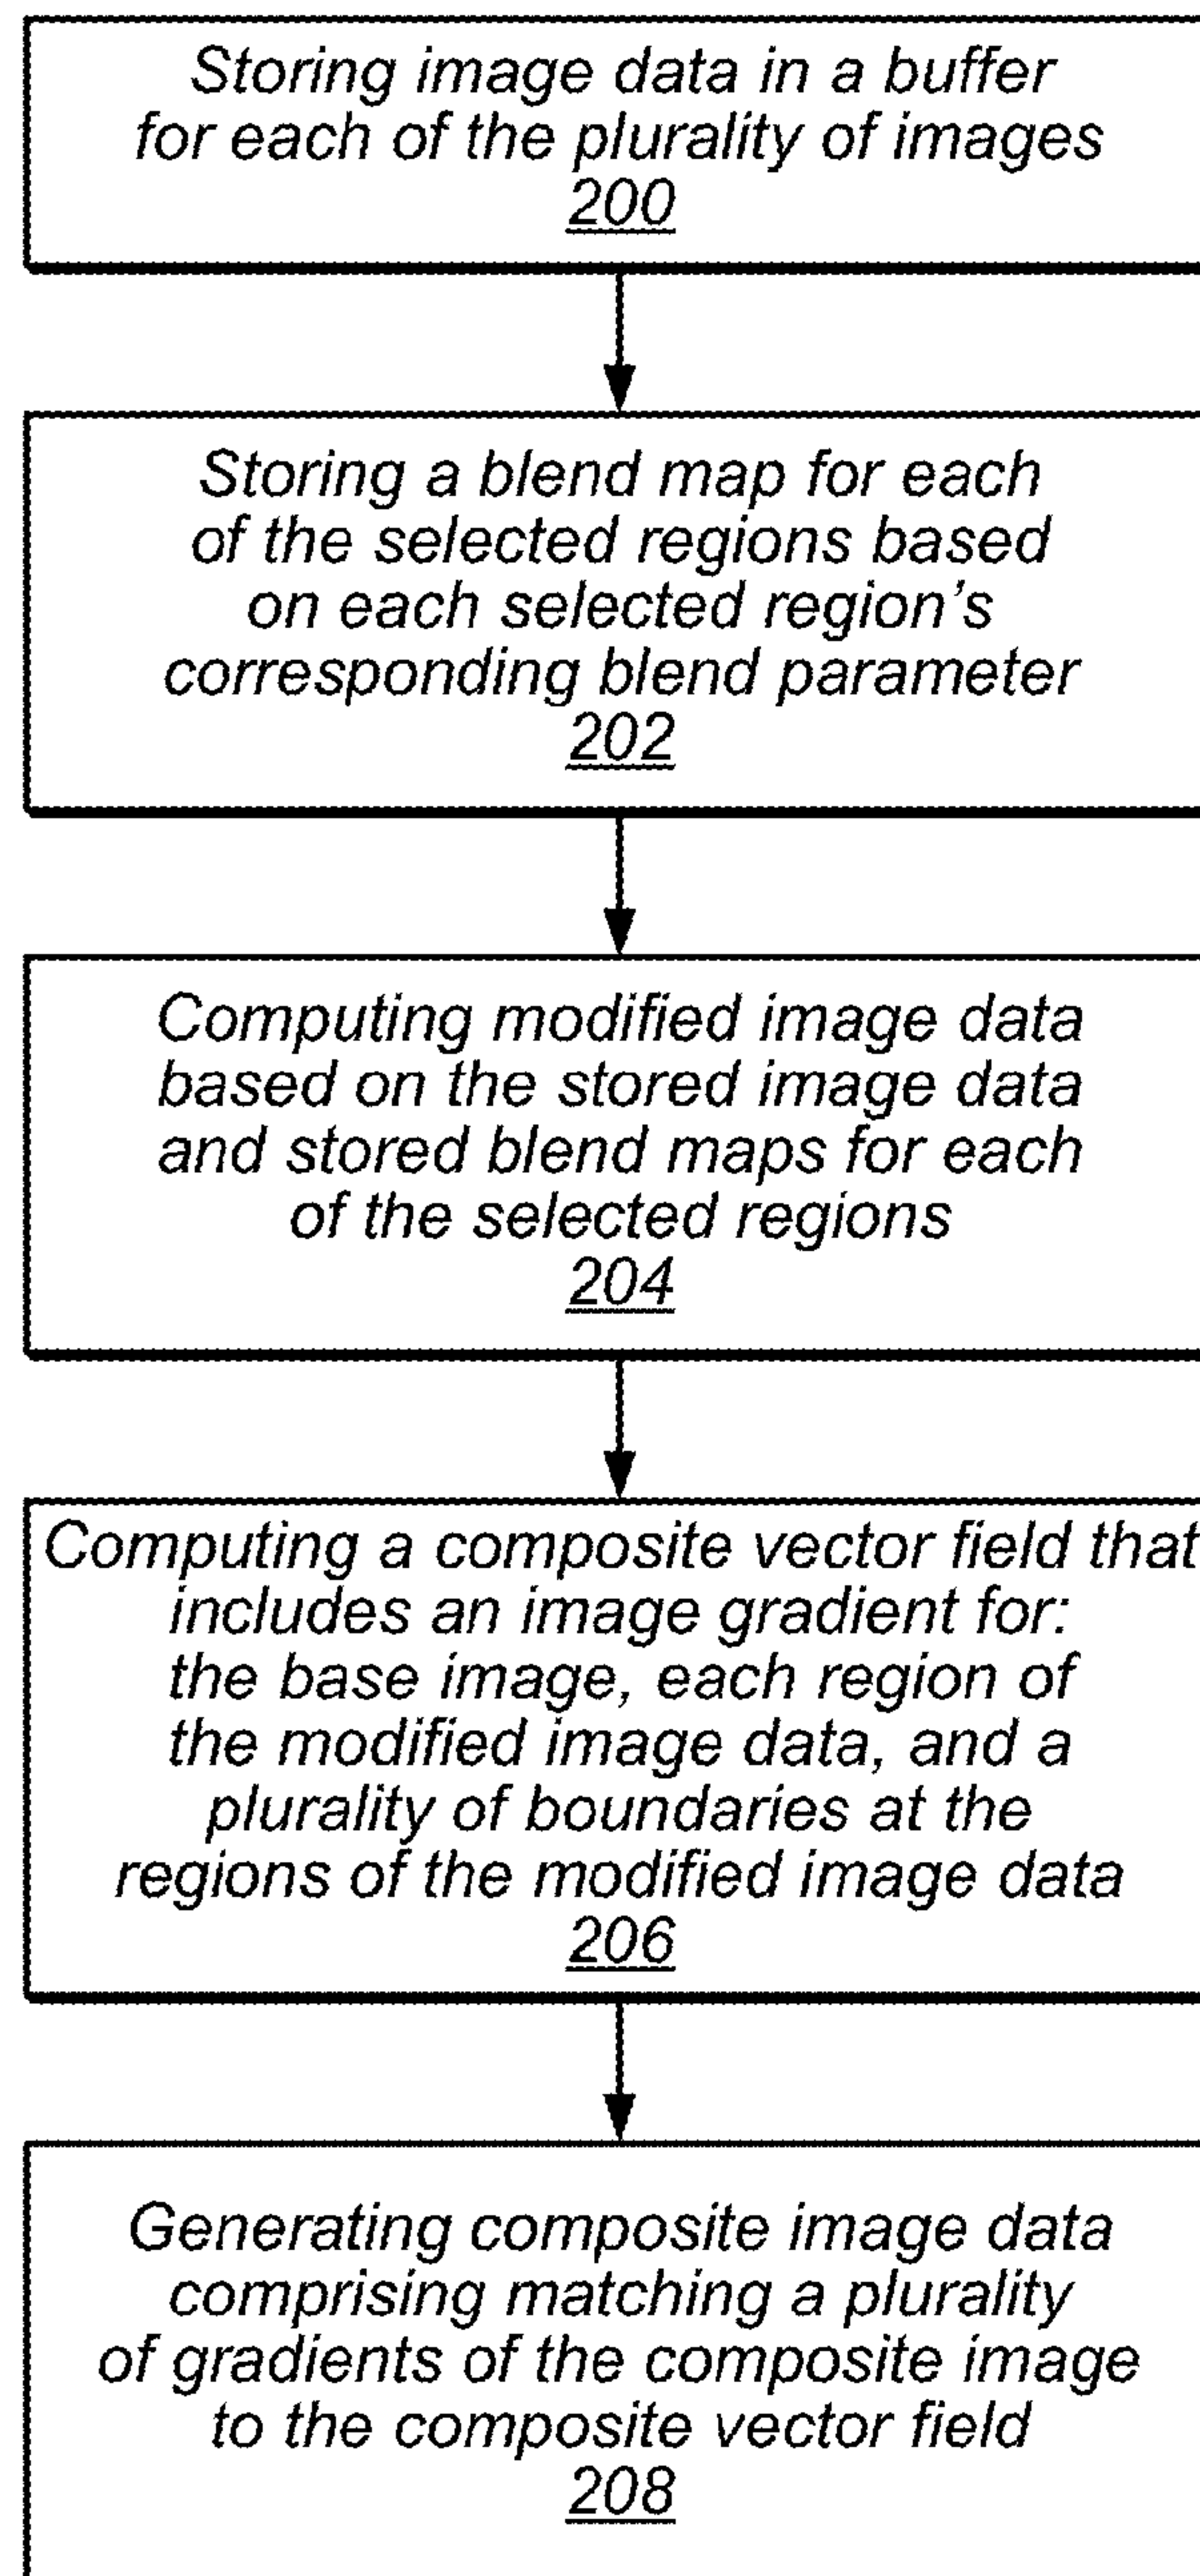 Storing image data in a buffer
for each of the plurality of images
200
Storing a blend map for each
of the selected regions based
on each selected region’s
corresponding blend parameter
202
Computing modified image data
based on the stored image data
and stored blend maps for each
of the selected regions
204
Computing a composite vector field that
includes an image gradient for:
the base image, each region of
the modified image data, and a
plurality of boundaries at the
regions of the modified image data
206
Generating composite image data
comprising matching a plurality
of gradients of the composite image
to the composite vector field
208